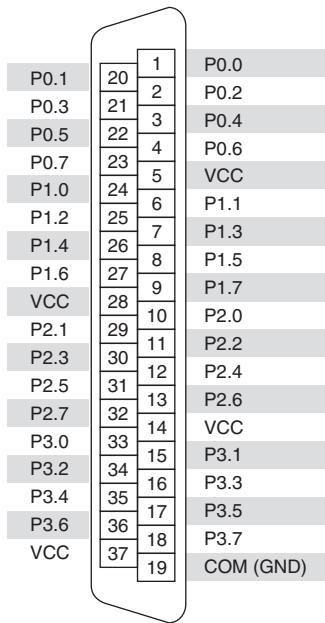 1 P0.0
P0.1 20
2 P0.2
P0.3 21
3 P0.4
P0.5 22
4 P0.6
P0.7 23
5 VCC
P1.0 24
6 P1.1
P1.2 25
7 P1.3
P1.4 26
8 P1.5
P1.6 27
9 P1.7
VCC 28
10 P2.0
P2.1 29
11 P2.2
P2.3 30
12 P2.4
P2.5 31
13 P2.6
P2.7 32
14 VCC
P3.0 33
15 P3.1
P3.2 34
16 P3.3
P3.4 35
17 P3.5
P3.6 36
18 P3.7
VCC 37
19 COM (GND)